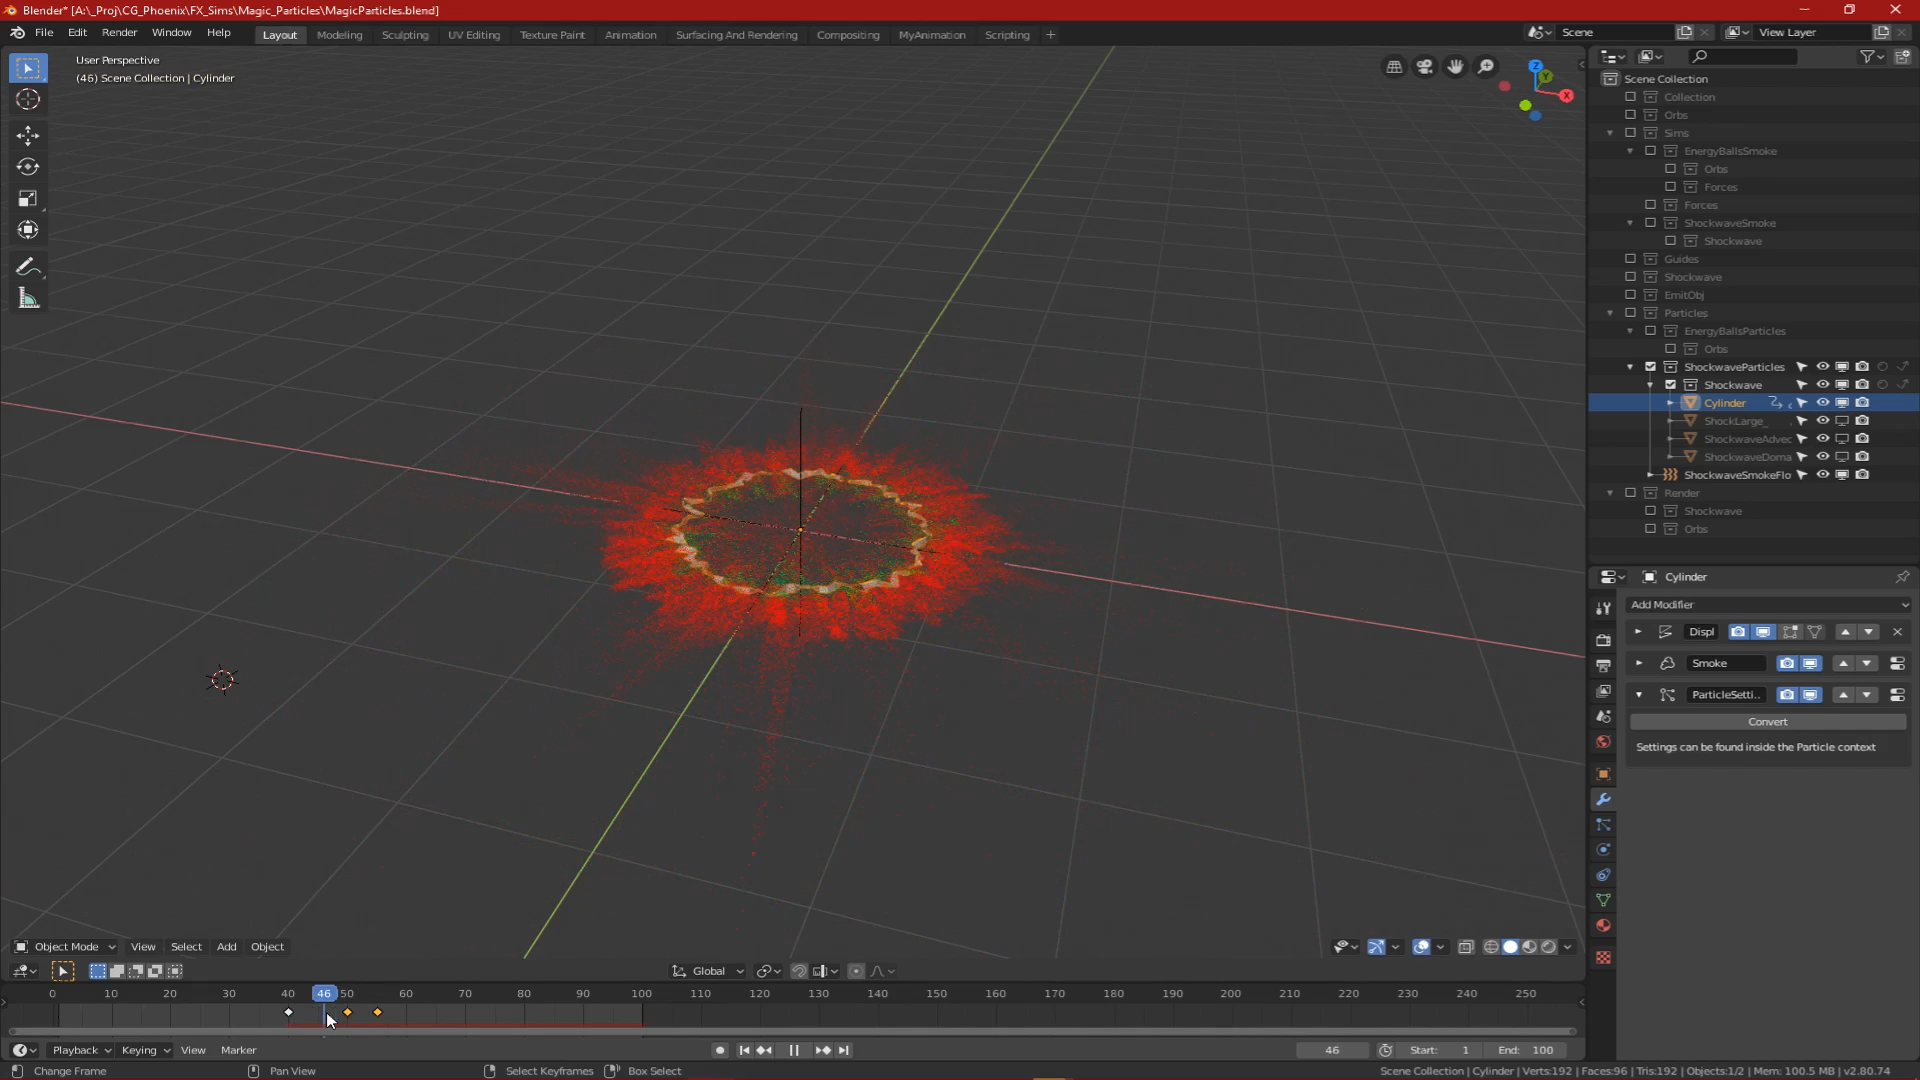 Blender* [A:\_Proj\CG_Phoenix\FX_Sims\Magic_Particles\MagicParticles.blend]
File Edit Render Window Help Layout Modeling Sculpting UV Editing Texture Paint Animation Surfacing And Rendering Compositing MyAnimation Scripting + Scene View Layer
User Perspective
(46) Scene Collection | Cylinder
Z
Y
X
Scene Collection
Collection
Orbs
Sims
EnergyBallsSmoke
Orbs
Forces
Forces
ShockwaveSmoke
Shockwave
Guides
Shockwave
EmitObj
Particles
EnergyBallsParticles
Orbs
ShockwaveParticles
Shockwave
Cylinder
ShockLarge_
ShockwaveAdvec
ShockwaveDoma
ShockwaveSmokeFlo
Render
Shockwave
Orbs
Cylinder
Add Modifier
Displ
Smoke
ParticleSetti..
Convert
Settings can be found inside the Particle context
Object Mode View Select Add Object
Global
0 10 20 30 40 46 50 60 70 80 90 100 110 120 130 140 150 160 170 180 190 200 210 220 230 240 250
Playback Keying View Marker 46 Start: 1 End: 100
Change Frame Pan View Select Keyframes Box Select Scene Collection | Cylinder | Verts:192 | Faces:96 | Tris:192 | Objects:1/2 | Mem: 100.5 MB | v2.80.74